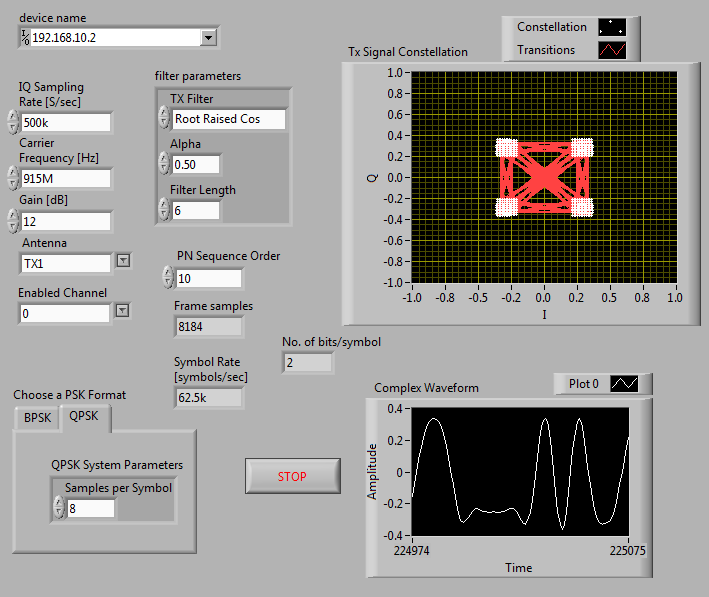 device name
I/O 192.168.10.2
IQ Sampling
Rate [S/sec]
500k
Carrier
Frequency [Hz]
915M
Gain [dB]
12
Antenna
TX1
Enabled Channel
0
filter parameters
TX Filter
Root Raised Cos
Alpha
0.50
Filter Length
6
PN Sequence Order
10
Frame samples
8184
Symbol Rate
[symbols/sec]
62.5k
No. of bits/symbol
2
Constellation
Transitions
Tx Signal Constellation
1.0
0.8
0.6
0.4
0.2
0.0
-0.2
-0.4
-0.6
-0.8
-1.0
Q
-1.0 -0.8 -0.5 -0.2 0.0 0.2 0.5 0.8 1.0
I
Choose a PSK Format
BPSK QPSK
QPSK System Parameters
Samples per Symbol
8
STOP
Complex Waveform
Plot 0
0.4
0.2
0
-0.2
-0.4
Amplitude
224974 225075
Time